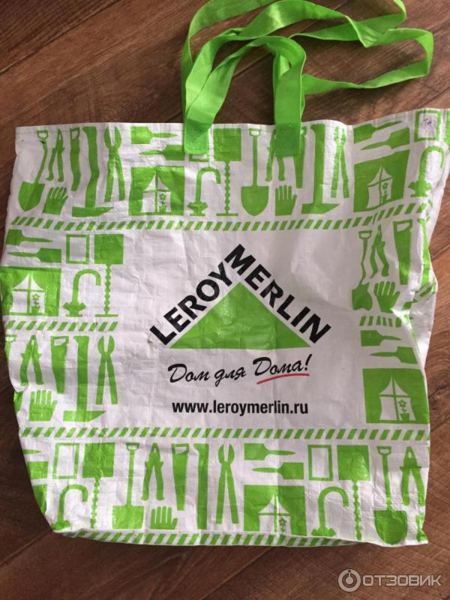 LEROY MERLIN
Дом для Дома!
www.leroymerlin.ru
ОТЗОВИК